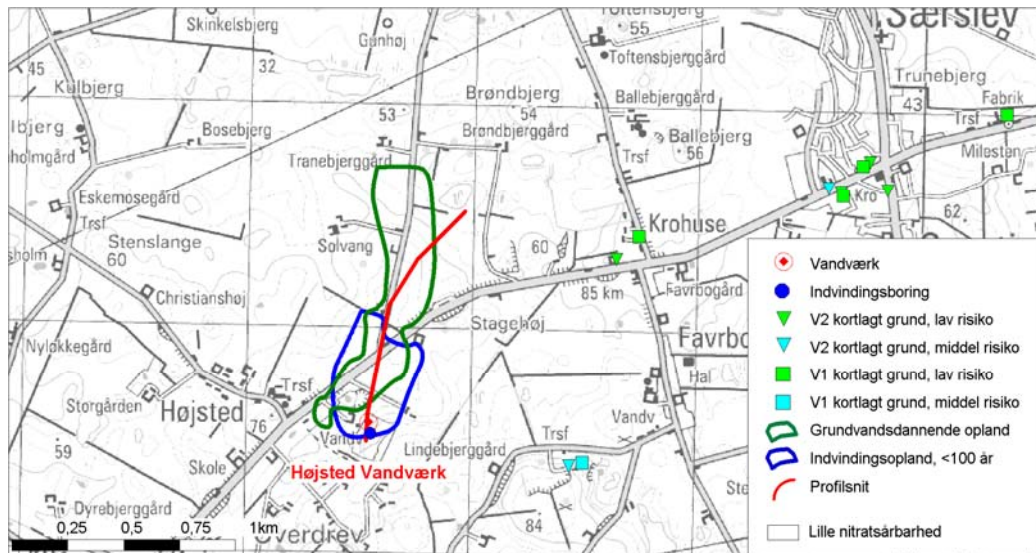 Skinkelsbjerg
Gunhøj
Toftensbjerg
55
Særslev
45
Toftensbjerggård
32
Kulbjerg
Brøndbjerg
Trunebjerg
Fabrik
43
53
54
Ballebjerggård
Trsf
lbjerg
Bosebjerg
Brøndbjerggård
nholmgård
Trsf
Ballebjerg
Tranebjerggård
56
Milesten
Eskemosegård
Trsf
Kro
62
Krohuse
Solvang
Stenslange
60
sholm
60
Christianshøj
85 km
Favrbogård
Stagehøj
Nyløkkegård
Favrbo
Hal
Trsf
Storgården
Højsted
76
Vandv
Vandv
Lindebjerggård
Trsf
59
Skole
Højsted Vandværk
Ste
Dyrebjerggård
84
Overdrev
0,25 0,5 0,75 1km
Vandværk
Indvindingsboring
V2 kortlagt grund, lav risiko
V2 kortlagt grund, middel risiko
V1 kortlagt grund, lav risiko
V1 kortlagt grund, middel risiko
Grundvandsdannende opland
Indvindingsopland, <100 år
Profilsnit
Lille nitratsårbarhed